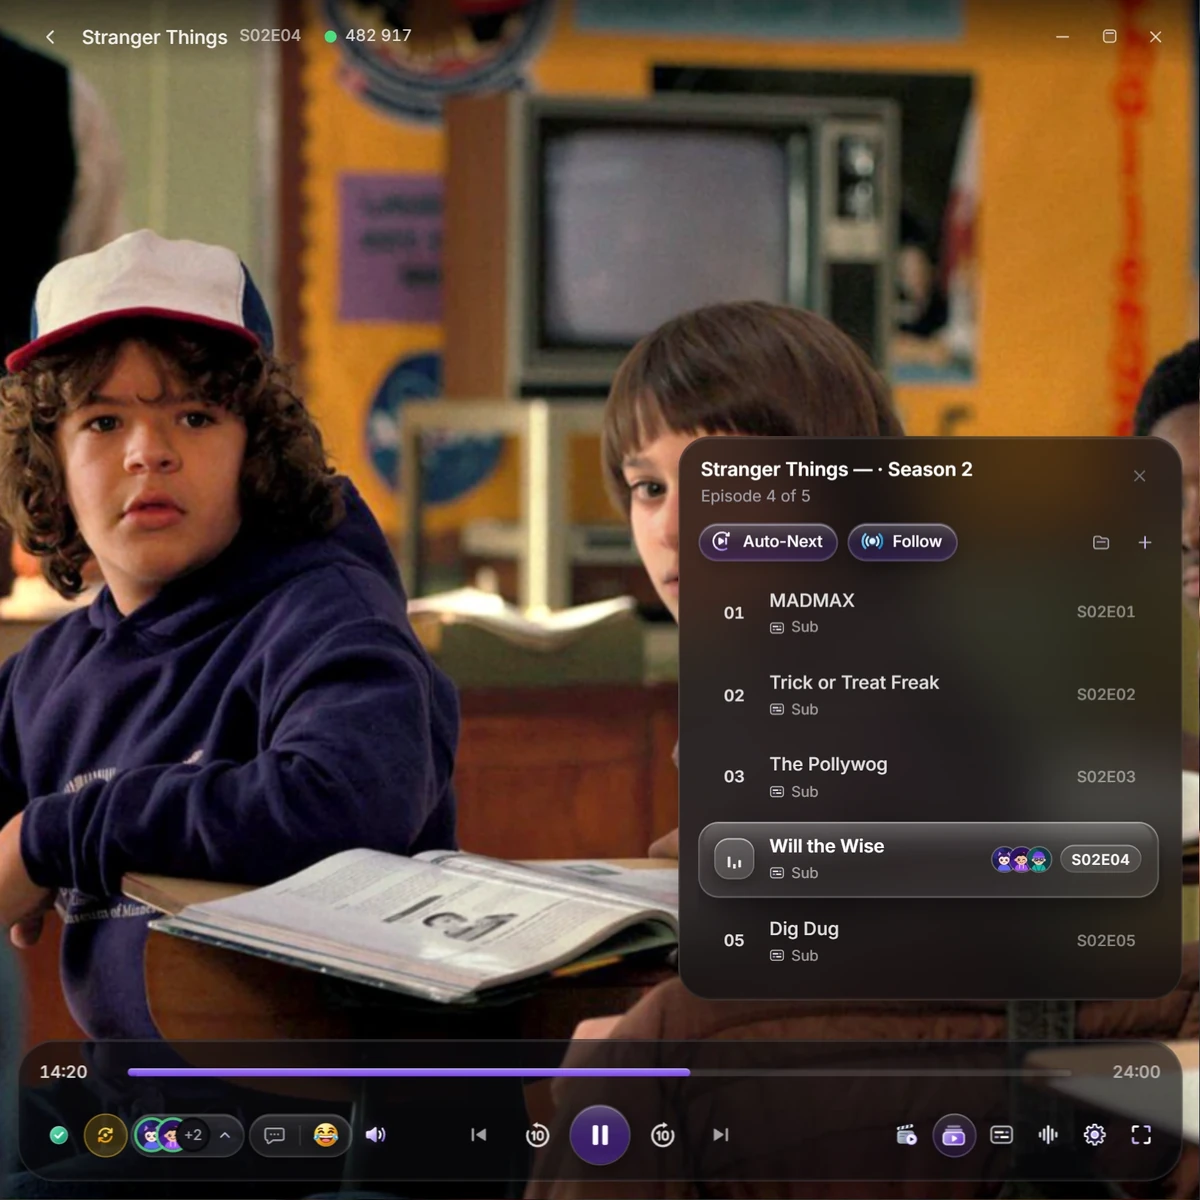 Stranger Things S02E04 482 917
Stranger Things — · Season 2
Episode 4 of 5
Auto-Next Follow
01 MADMAX S02E01
Sub
02 Trick or Treat Freak S02E02
Sub
03 The Pollywog S02E03
Sub
Will the Wise S02E04
Sub
05 Dig Dug S02E05
Sub
14:20 24:00
+2 10 10